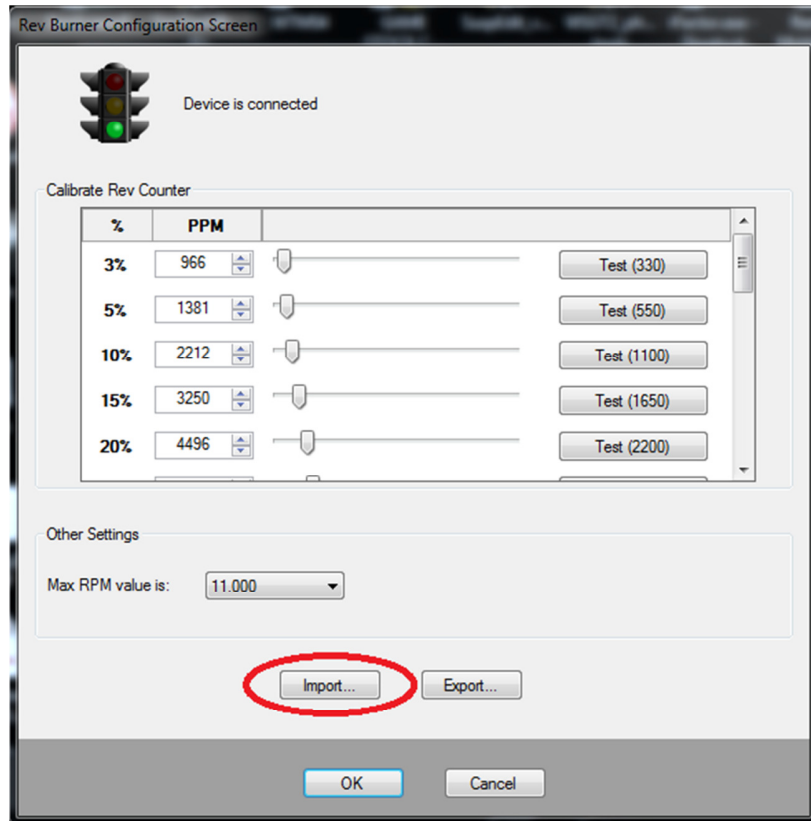 Rev Burner Configuration Screen
Device is connected
Calibrate Rev Counter
% PPM
3% 966 Test (330)
5% 1381 Test (550)
10% 2212 Test (1100)
15% 3250 Test (1650)
20% 4496 Test (2200)
Other Settings
Max RPM value is: 11.000
Import... Export...
OK Cancel